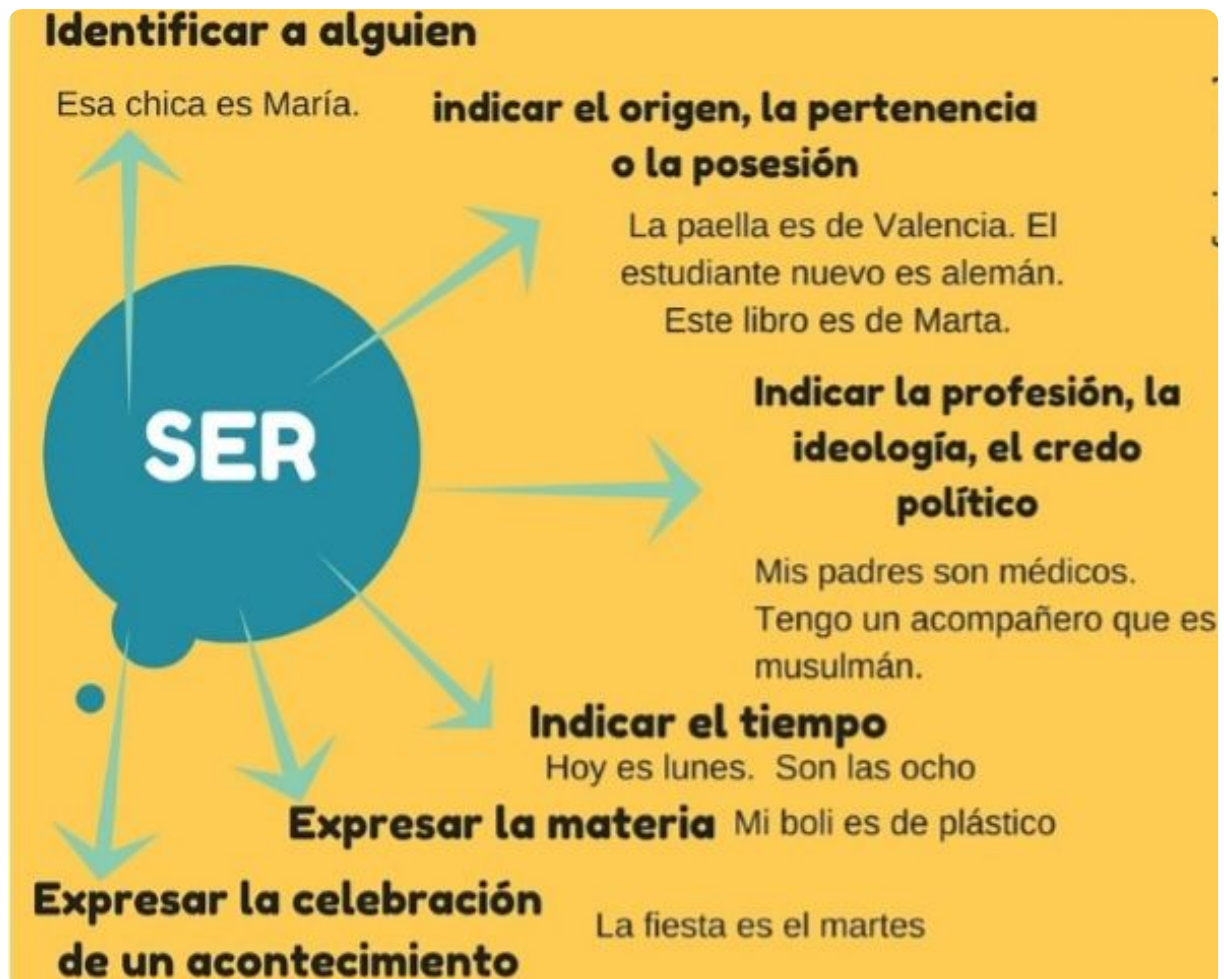 Identificar a alguien
Esa chica es María.
indicar el origen, la pertenencia
o la posesión
La paella es de Valencia. El
estudiante nuevo es alemán.
Este libro es de Marta.
SER
Indicar la profesión, la
ideología, el credo
político
Mis padres son médicos.
Tengo un acompañero que es
musulmán.
Indicar el tiempo
Hoy es lunes.  Son las ocho
Expresar la materia Mi boli es de plástico
Expresar la celebración
de un acontecimiento
La fiesta es el martes